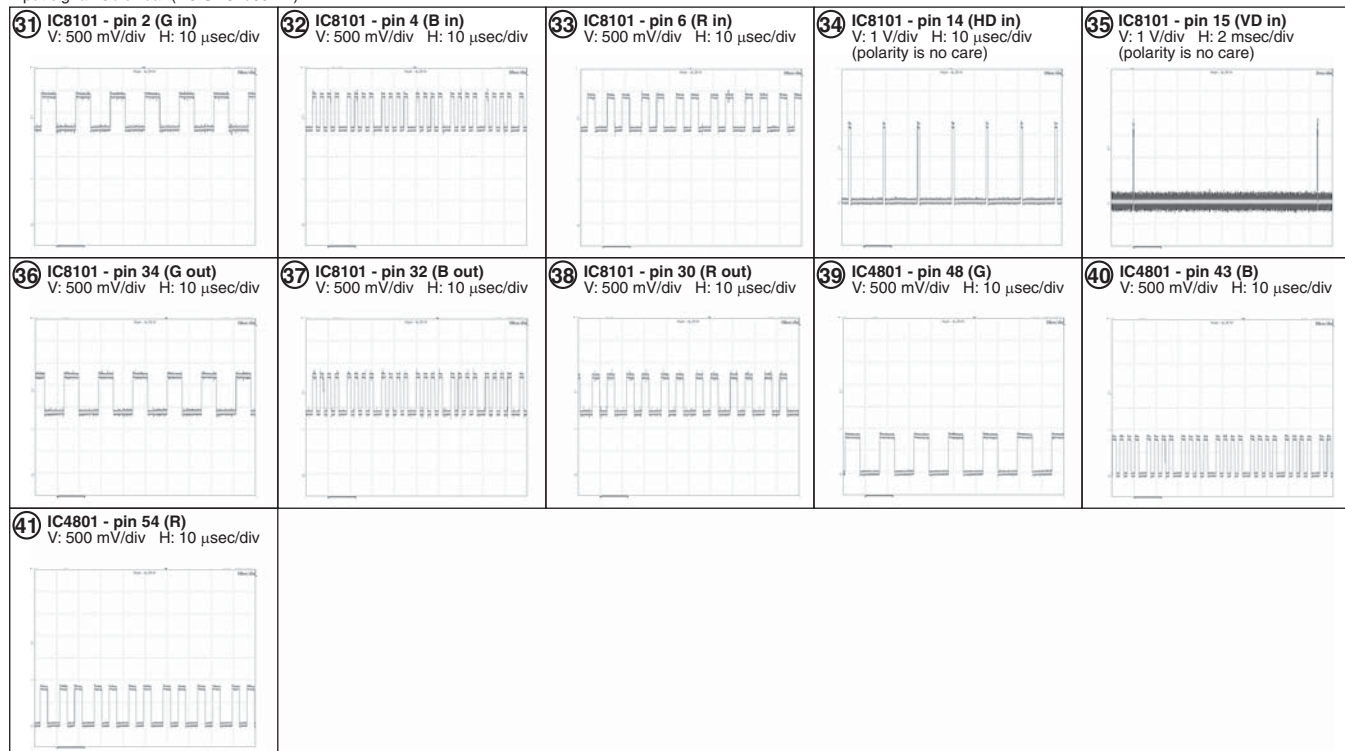 31 IC8101 - pin 2 (G in)
V: 500 mV/div H: 10 μsec/div
32 IC8101 - pin 4 (B in)
V: 500 mV/div H: 10 μsec/div
33 IC8101 - pin 6 (R in)
V: 500 mV/div H: 10 μsec/div
34 IC8101 - pin 14 (HD in)
V: 1 V/div H: 10 μsec/div
(polarity is no care)
35 IC8101 - pin 15 (VD in)
V: 1 V/div H: 2 msec/div
(polarity is no care)
36 IC8101 - pin 34 (G out)
V: 500 mV/div H: 10 μsec/div
37 IC8101 - pin 32 (B out)
V: 500 mV/div H: 10 μsec/div
38 IC8101 - pin 30 (R out)
V: 500 mV/div H: 10 μsec/div
39 IC4801 - pin 48 (G)
V: 500 mV/div H: 10 μsec/div
40 IC4801 - pin 43 (B)
V: 500 mV/div H: 10 μsec/div
41 IC4801 - pin 54 (R)
V: 500 mV/div H: 10 μsec/div